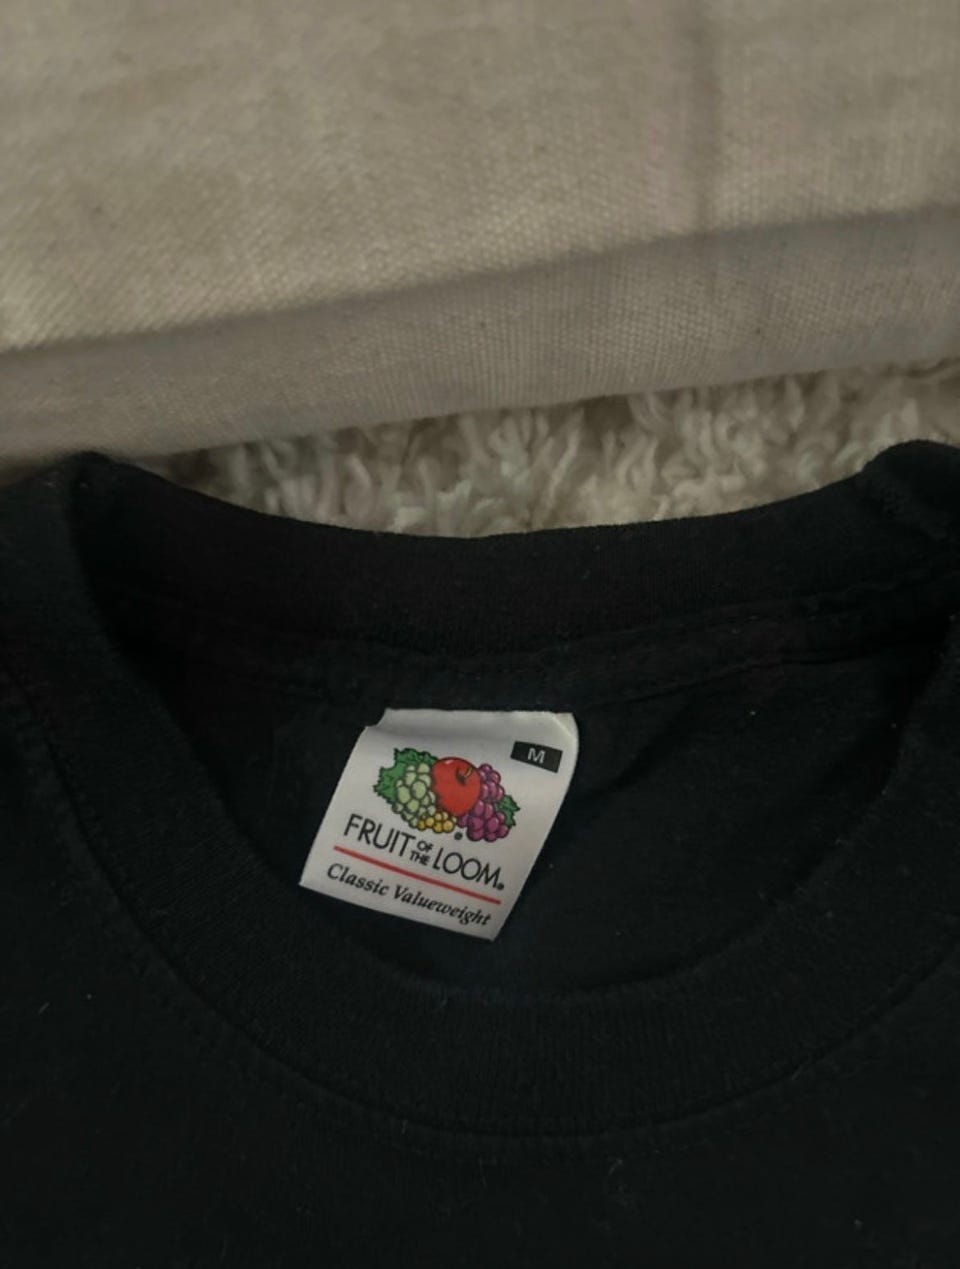 M
FRUIT OF THE LOOM®
Classic Valueweight